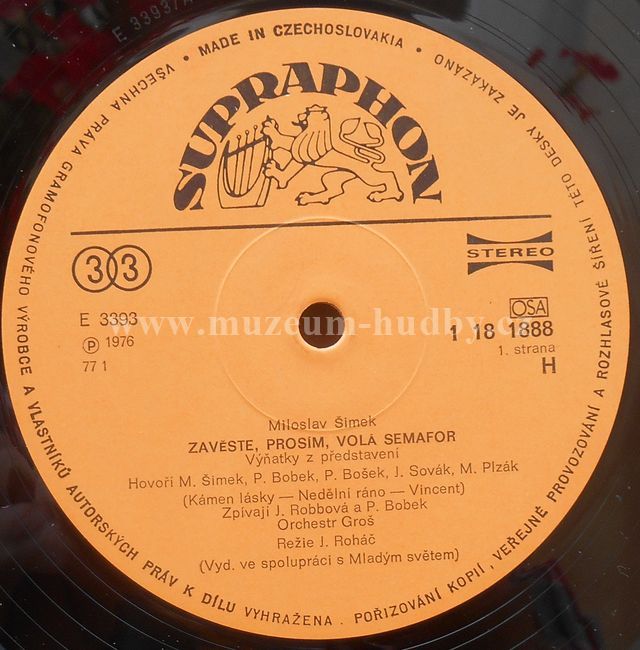 E 3393/A
VŠECHNA PRÁVA GRAMOFONOVÉHO VÝROBCE A VLASTNÍKŮ AUTORSKÝCH PRÁV K DÍLU VYHRAŽENA . POŘIZOVÁNÍ KOPIÍ, VEŘEJNÉ PROVOZOVÁNÍ A ROZHLASOVÉ ŠÍŘENÍ TÉTO DESKY JE ZAKÁZÁNO • MADE IN CZECHOSLOVAKIA •
SUPRAPHON
33
STEREO
E 3393
OSA
Ⓟ 1976
1 18 1888
77 1
1. strana
H
www.muzeum-hudby.cz
Miloslav Šimek
ZAVĚSTE, PROSÍM, VOLÁ SEMAFOR
Výňatky z představení
Hovoří M. Šimek, P. Bobek, P. Bošek, J. Sovák, M. Plzák
(Kámen lásky — Nedělní ráno — Vincent)
Zpívají J. Robbová a P. Bobek
Orchestr Groš
Režie J. Roháč
(Vyd. ve spolupráci s Mladým světem)